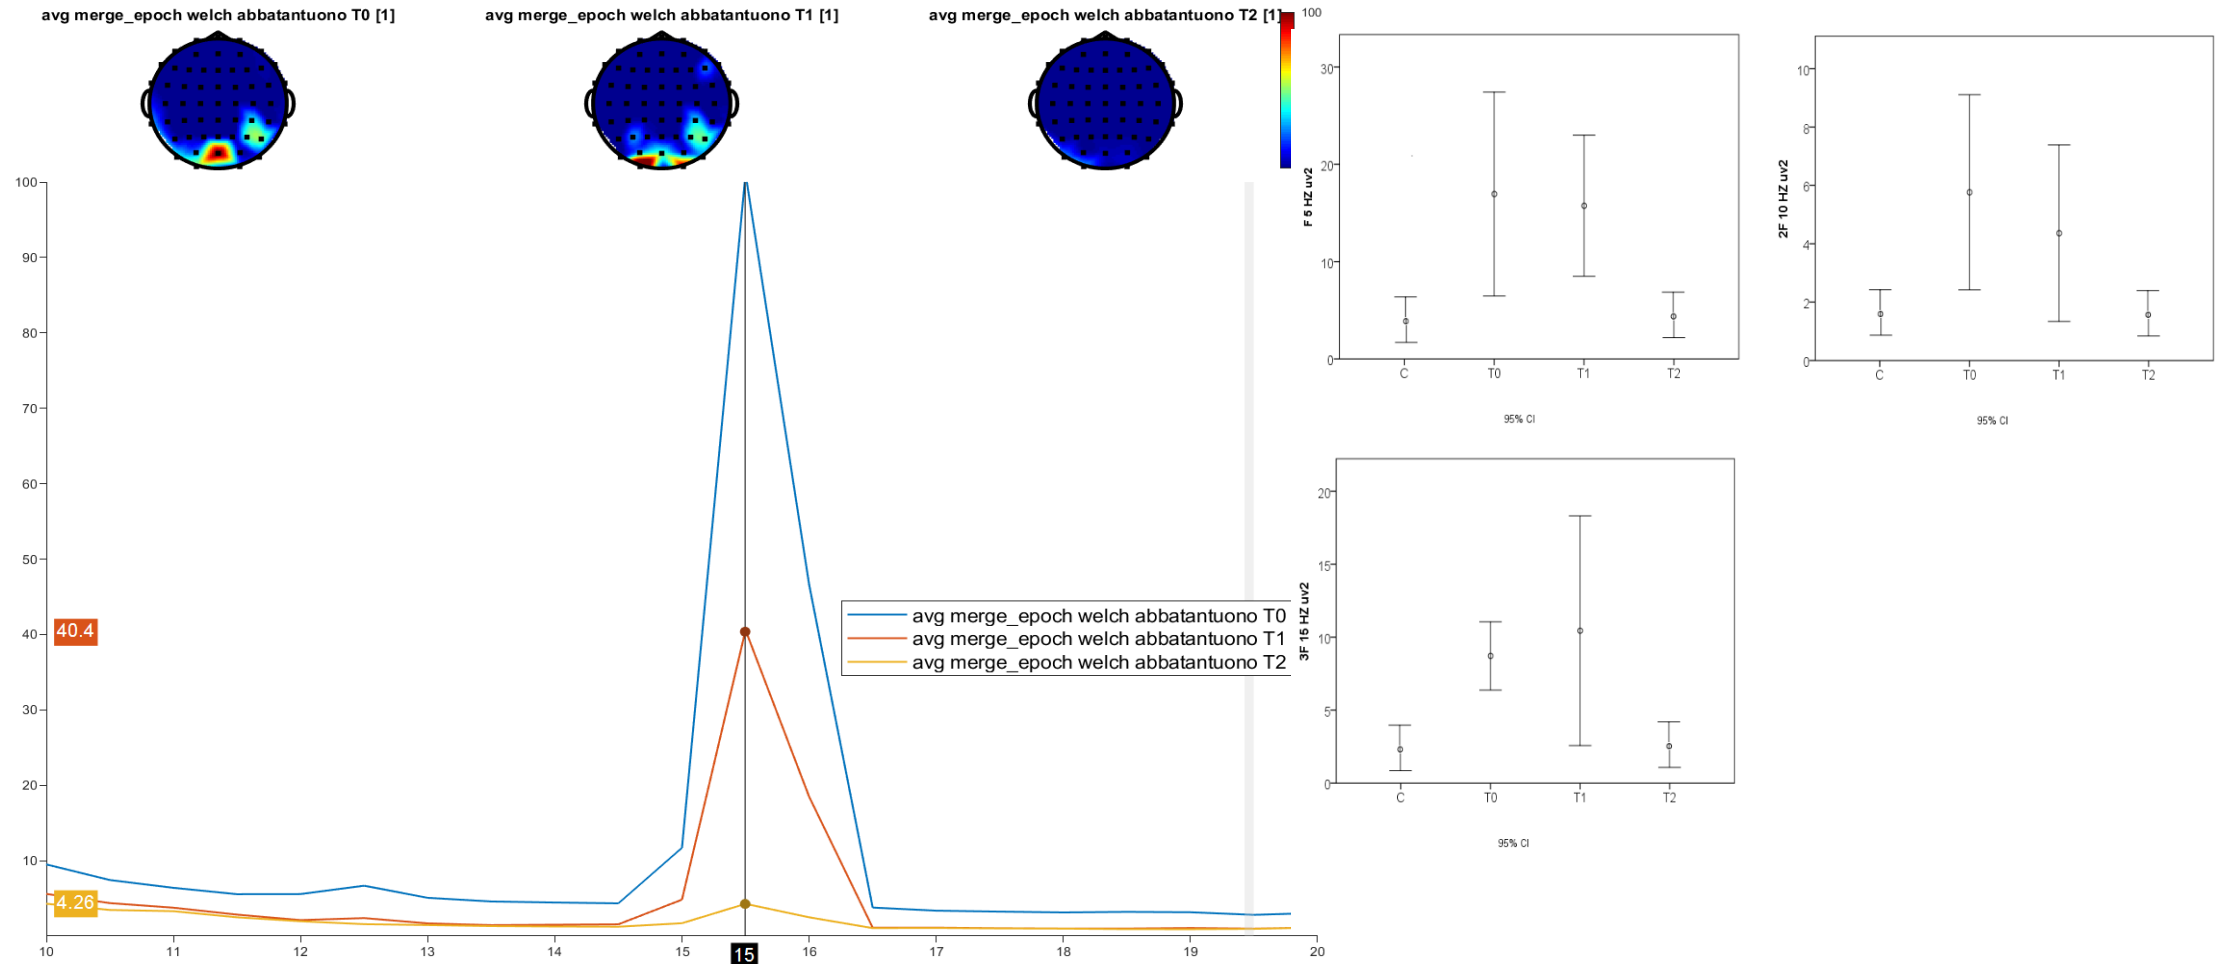 avg merge_epoch welch abbatantuono T0 [1]
avg merge_epoch welch abbatantuono T1 [1]
avg merge_epoch welch abbatantuono T2 [1]
100
100
90
80
70
60
50
40
30
20
10
40.4
4.26
avg merge_epoch welch abbatantuono T0
avg merge_epoch welch abbatantuono T1
avg merge_epoch welch abbatantuono T2
10 11 12 13 14 15 16 17 18 19 20
15
F 5 HZ uv2
30
20
10
0
C T0 T1 T2
95% CI
2F 10 HZ uv2
10
8
6
4
2
0
C T0 T1 T2
95% CI
3F 15 HZ uv2
20
15
10
5
0
C T0 T1 T2
95% CI